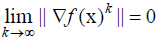 lim k→∞ || ∇f(x)^k || = 0